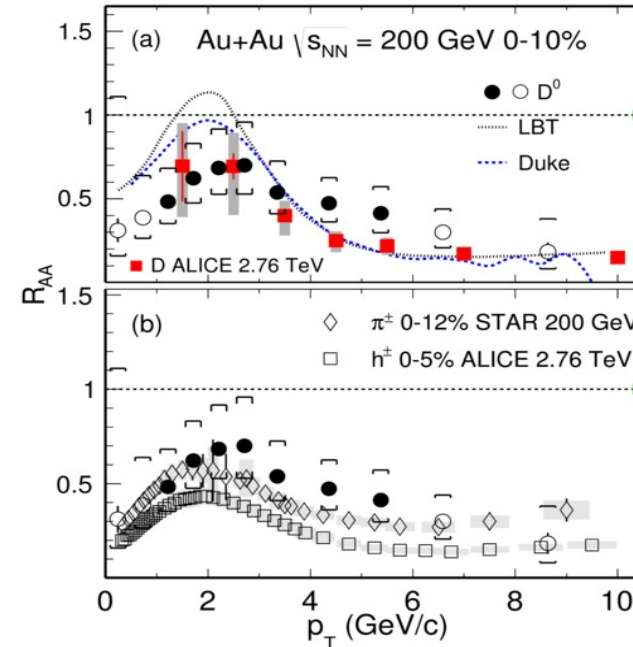 1.5
(a) Au+Au √sNN = 200 GeV 0-10%
D⁰
1
LBT
Duke
0.5
D ALICE 2.76 TeV
RAA
1.5
(b) π± 0-12% STAR 200 GeV
h± 0-5% ALICE 2.76 TeV
1
0.5
0 2 4 6 8 10
pT (GeV/c)